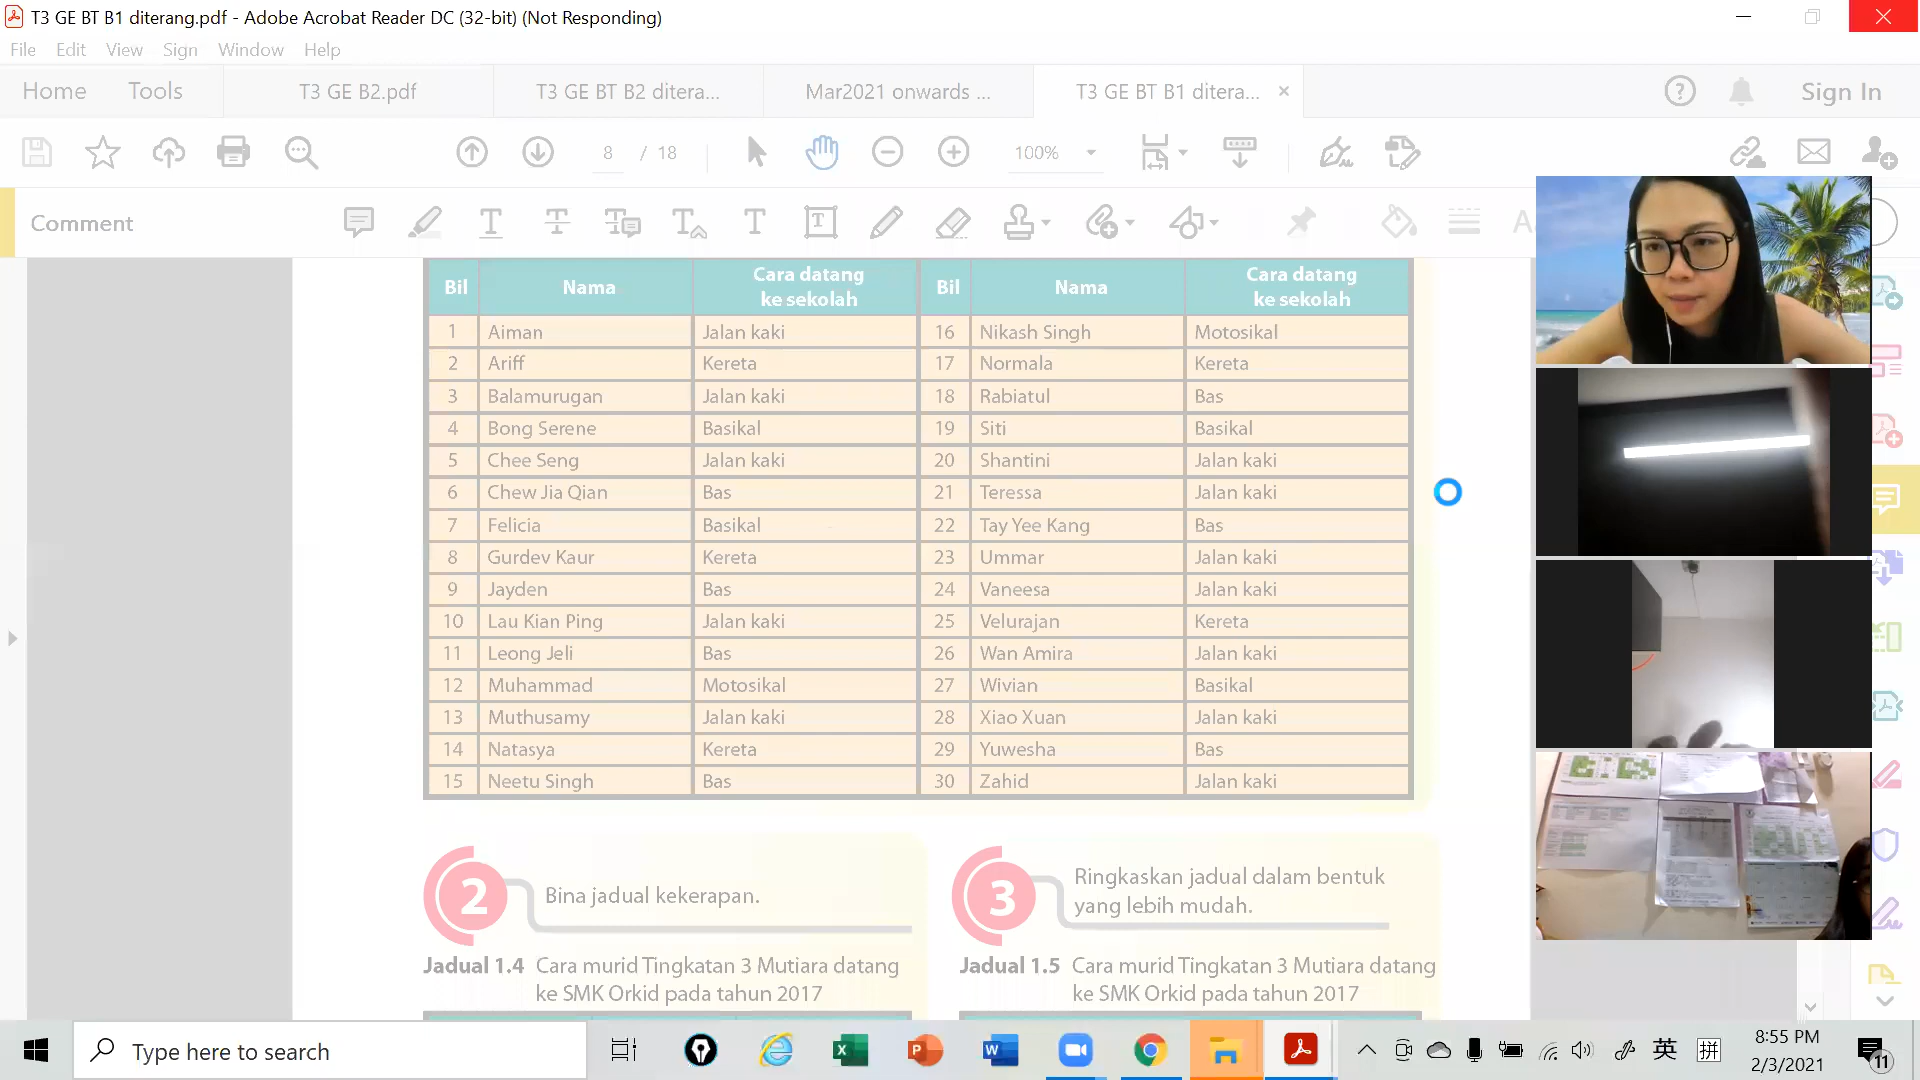 T3 GE BT B1 diterang.pdf - Adobe Acrobat Reader DC (32-bit) (Not Responding)
File Edit View Sign Window Help
Home Tools T3 GE B2.pdf T3 GE BT B2 ditera... Mar2021 onwards ... T3 GE BT B1 ditera... Sign In
8 / 18 100%
Comment
Bil Nama Cara datang ke sekolah Bil Nama Cara datang ke sekolah
1 Aiman Jalan kaki 16 Nikash Singh Motosikal
2 Ariff Kereta 17 Normala Kereta
3 Balamurugan Jalan kaki 18 Rabiatul Bas
4 Bong Serene Basikal 19 Siti Basikal
5 Chee Seng Jalan kaki 20 Shantini Jalan kaki
6 Chew Jia Qian Bas 21 Teressa Jalan kaki
7 Felicia Basikal 22 Tay Yee Kang Bas
8 Gurdev Kaur Kereta 23 Ummar Jalan kaki
9 Jayden Bas 24 Vaneesa Jalan kaki
10 Lau Kian Ping Jalan kaki 25 Velurajan Kereta
11 Leong Jeli Bas 26 Wan Amira Jalan kaki
12 Muhammad Motosikal 27 Wivian Basikal
13 Muthusamy Jalan kaki 28 Xiao Xuan Jalan kaki
14 Natasya Kereta 29 Yuwesha Bas
15 Neetu Singh Bas 30 Zahid Jalan kaki
2 Bina jadual kekerapan.
Jadual 1.4 Cara murid Tingkatan 3 Mutiara datang
ke SMK Orkid pada tahun 2017
3 Ringkaskan jadual dalam bentuk
yang lebih mudah.
Jadual 1.5 Cara murid Tingkatan 3 Mutiara datang
ke SMK Orkid pada tahun 2017
Type here to search
英 拼
8:55 PM
2/3/2021
11